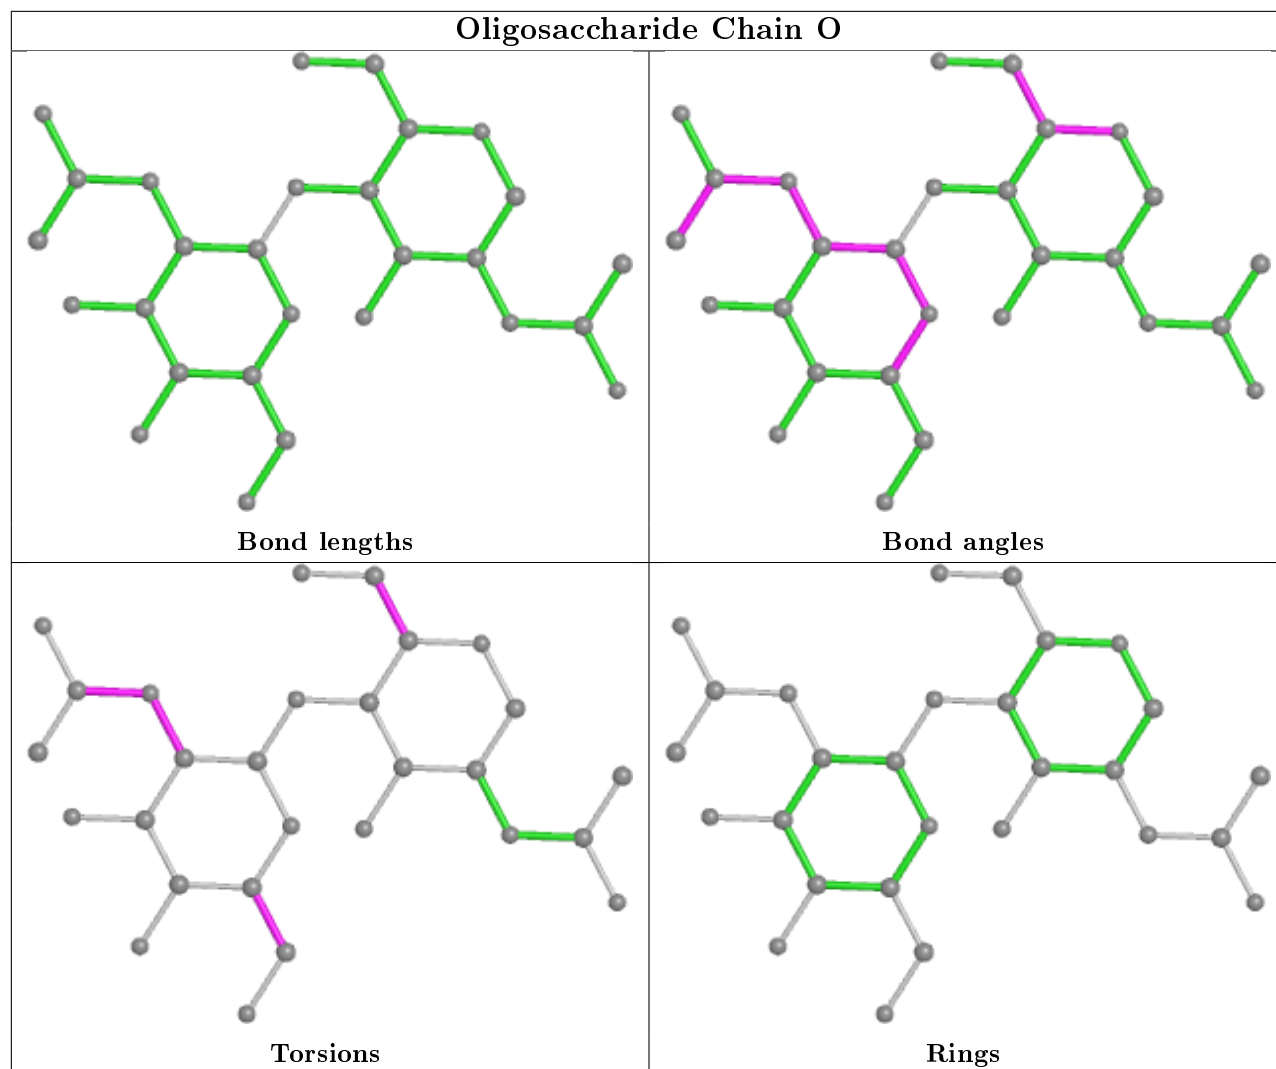 Oligosaccharide Chain O
Bond lengths
Bond angles
Torsions
Rings